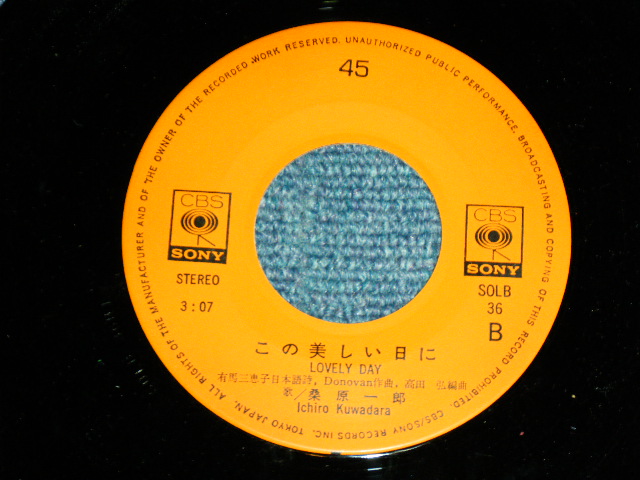 ALL RIGHTS OF THE MANUFACTURER AND OF THE OWNER OF THE RECORDED WORK RESERVED. UNAUTHORIZED PUBLIC PERFORMANCE, BROADCASTING AND COPYING OF THIS RECORD PROHIBITED. CBS/SONY RECORDS INC. TOKYO JAPAN.
45
CBS
SONY
STEREO
3:07
CBS
SONY
SOLB
36
B
この美しい日に
LOVELY DAY
有馬三恵子日本語詩, Donovan作曲, 高田 弘編曲
歌/桑原一郎
Ichiro Kuwadara